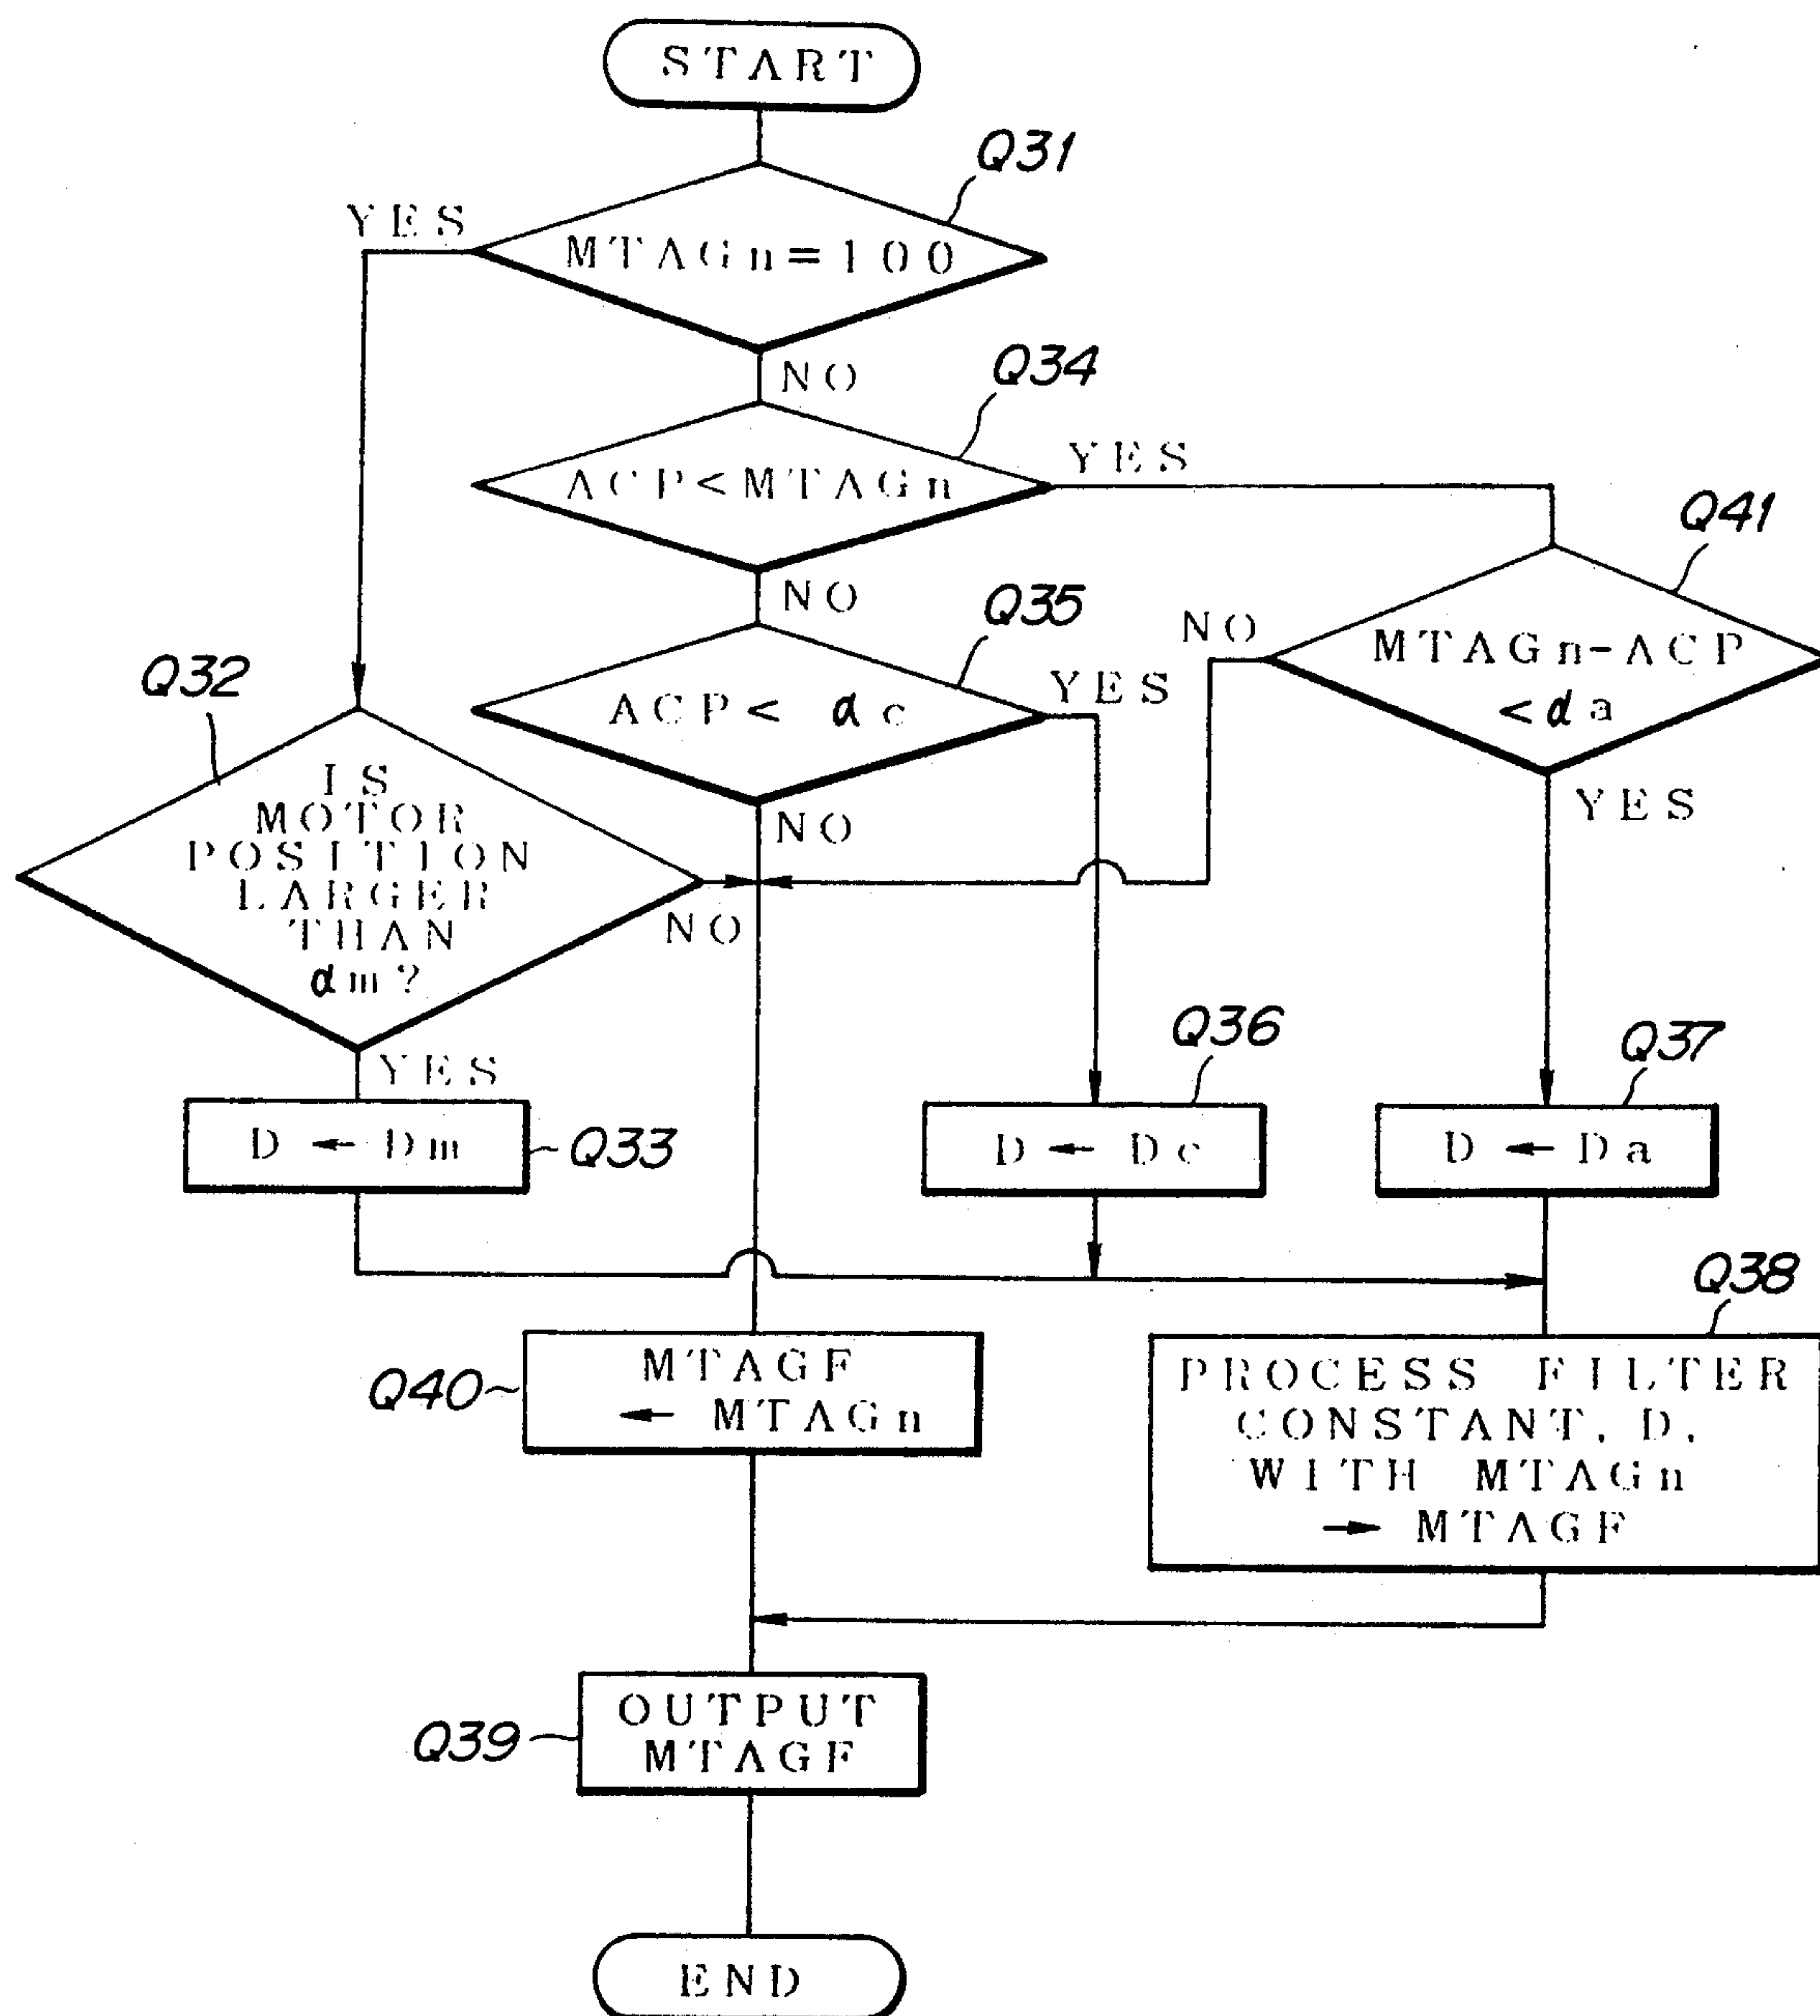 START
Q31
YES
MTAGn=100
NO
Q34
ACP<MTAGn
YES
Q41
NO
Q35
NO
MTAGn-ACP
<αa
Q32
ACP< αc
YES
YES
IS
MOTOR
POSITION
LARGER
THAN
αm?
NO
NO
YES
Q36
Q37
D ← Dm
Q33
D ← Dc
D ← Da
Q38
Q40
MTAGF
← MTAGn
PROCESS FILTER
CONSTANT, D,
WITH MTAGn
→ MTAGF
Q39
OUTPUT
MTAGF
END